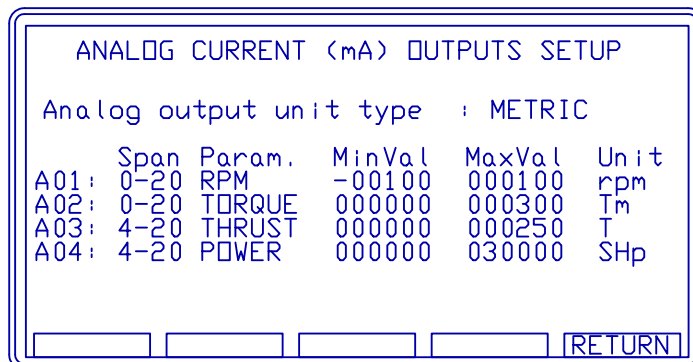 ANALOG CURRENT (mA) OUTPUTS SETUP
Analog output unit type : METRIC
Span Param. MinVal MaxVal Unit
A01: 0-20 RPM -00100 000100 rpm
A02: 0-20 TORQUE 000000 000300 Tm
A03: 4-20 THRUST 000000 000250 T
A04: 4-20 POWER 000000 030000 SHp
RETURN